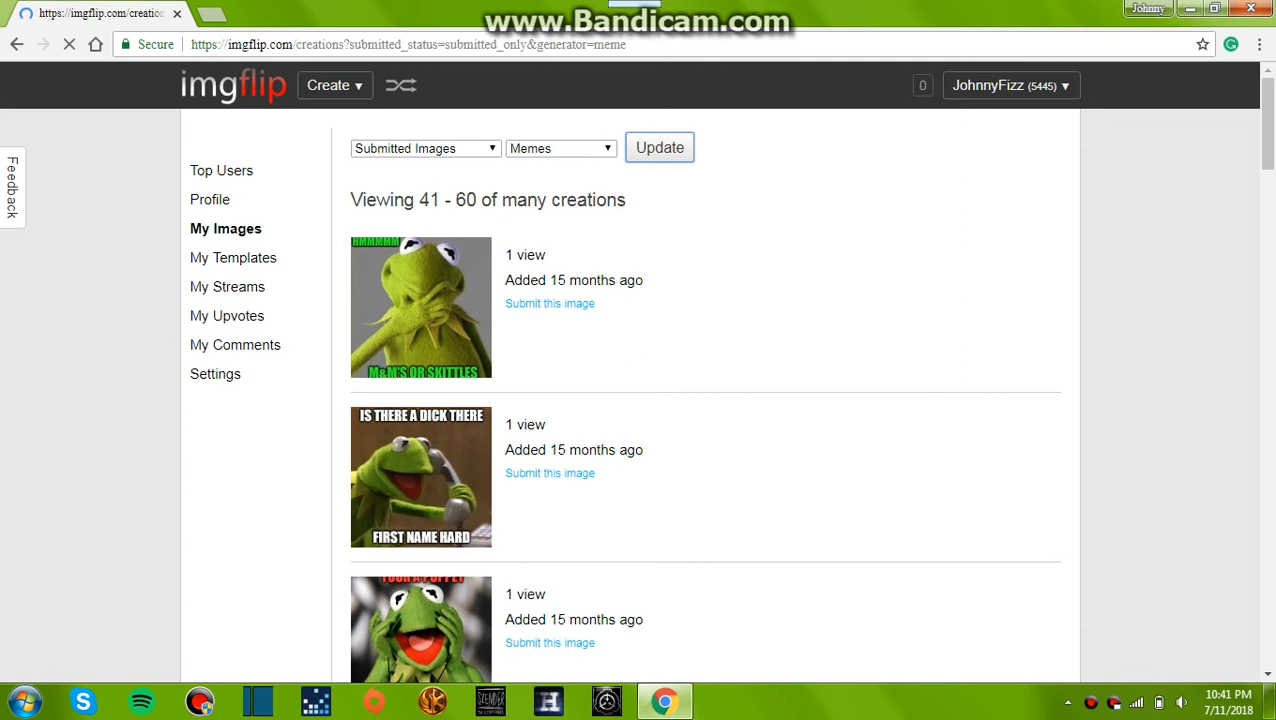 https://imgflip.com/creation
www.Bandicam.com
Johnny
Secure
https://imgflip.com/creations?submitted_status=submitted_only&generator=meme
imgflip
Create ▾
0
JohnnyFizz (5445) ▾
Feedback
Top Users
Profile
My Images
My Templates
My Streams
My Upvotes
My Comments
Settings
Submitted Images
Memes
Update
Viewing 41 - 60 of many creations
HMMMMM
M&M'S OR SKITTLES
1 view
Added 15 months ago
Submit this image
IS THERE A DICK THERE
FIRST NAME HARD
1 view
Added 15 months ago
Submit this image
YOUR A PUPPET
1 view
Added 15 months ago
Submit this image
SKENDER
H
10:41 PM
7/11/2018